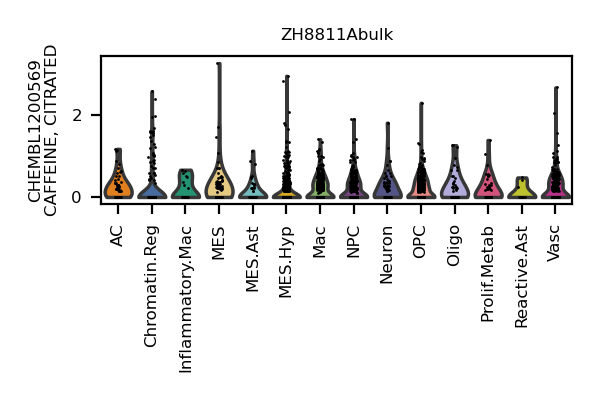 ZH8811Abulk
CHEMBL1200569
CAFFEINE, CITRATED
2
0
AC
Chromatin.Reg
Inflammatory.Mac
MES
MES.Ast
MES.Hyp
Mac
NPC
Neuron
OPC
Oligo
Prolif.Metab
Reactive.Ast
Vasc